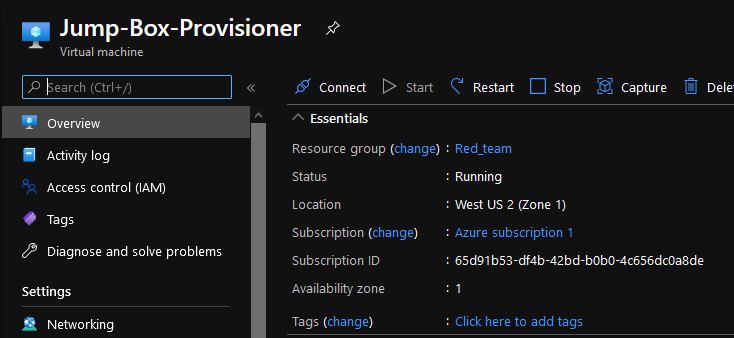 Jump-Box-Provisioner
Virtual machine
Search (Ctrl+/)
«
Connect
Start
Restart
Stop
Capture
Dele
Overview
Activity log
Access control (IAM)
Tags
Diagnose and solve problems
Settings
Networking
Essentials
Resource group (change) : Red_team
Status : Running
Location : West US 2 (Zone 1)
Subscription (change) : Azure subscription 1
Subscription ID : 65d91b53-df4b-42bd-b0b0-4c656dc0a8de
Availability zone : 1
Tags (change) : Click here to add tags